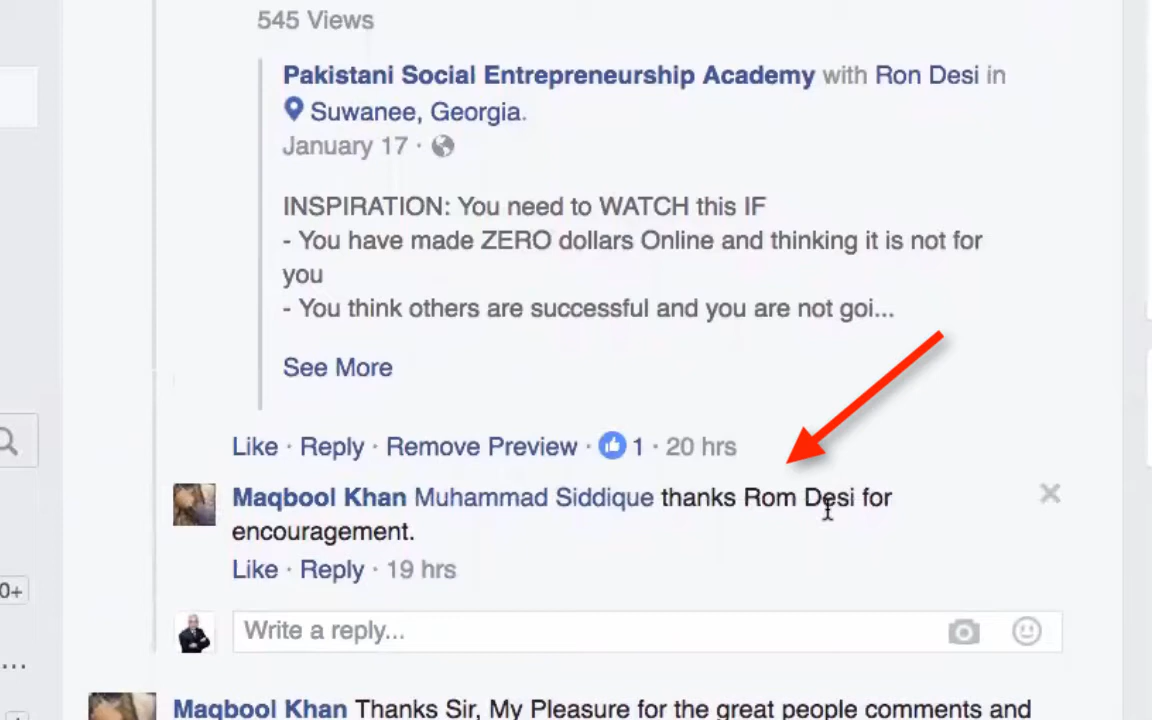 545 Views
Pakistani Social Entrepreneurship Academy with Ron Desi in
Suwanee, Georgia.
January 17 ·
INSPIRATION: You need to WATCH this IF
- You have made ZERO dollars Online and thinking it is not for
you
- You think others are successful and you are not goi...
See More
Like · Reply · Remove Preview · 1 · 20 hrs
Maqbool Khan Muhammad Siddique thanks Rom Desi for
encouragement.
Like · Reply · 19 hrs
0+
Write a reply...
...
Maqbool Khan Thanks Sir, My Pleasure for the great people comments and